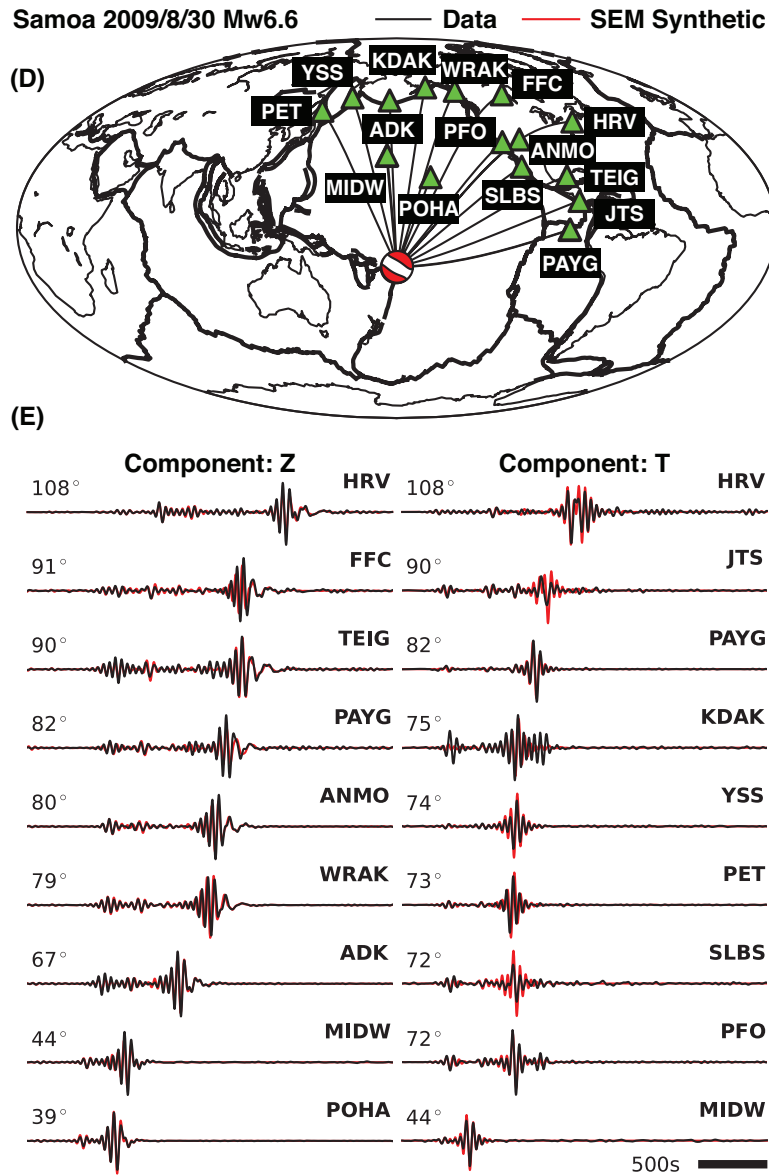 Samoa 2009/8/30 Mw6.6 Data SEM Synthetic
(D)
YSS
KDAK
WRAK
FFC
PET
ADK
PFO
HRV
ANMO
MIDW
POHA
SLBS
TEIG
JTS
PAYG
(E)
Component: Z
108° HRV
91° FFC
90° TEIG
82° PAYG
80° ANMO
79° WRAK
67° ADK
44° MIDW
39° POHA
Component: T
108° HRV
90° JTS
82° PAYG
75° KDAK
74° YSS
73° PET
72° SLBS
72° PFO
44° MIDW
500s